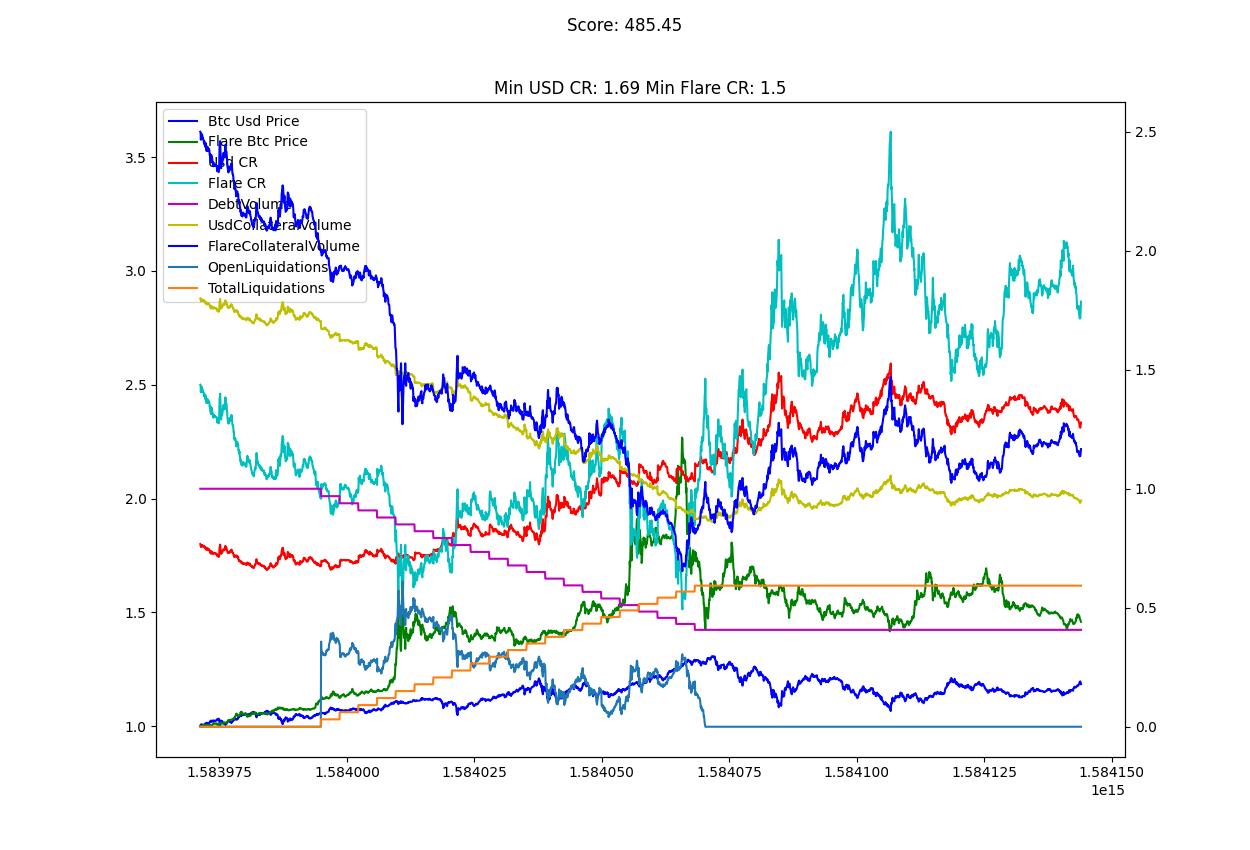 Score: 485.45
Min USD CR: 1.69 Min Flare CR: 1.5
Btc Usd Price
Flare Btc Price
Usd CR
Flare CR
DebtVolume
UsdCollateralVolume
FlareCollateralVolume
OpenLiquidations
TotalLiquidations
3.5
3.0
2.5
2.0
1.5
1.0
2.5
2.0
1.5
1.0
0.5
0.0
1.583975
1.584000
1.584025
1.584050
1.584075
1.584100
1.584125
1.584150
1e15